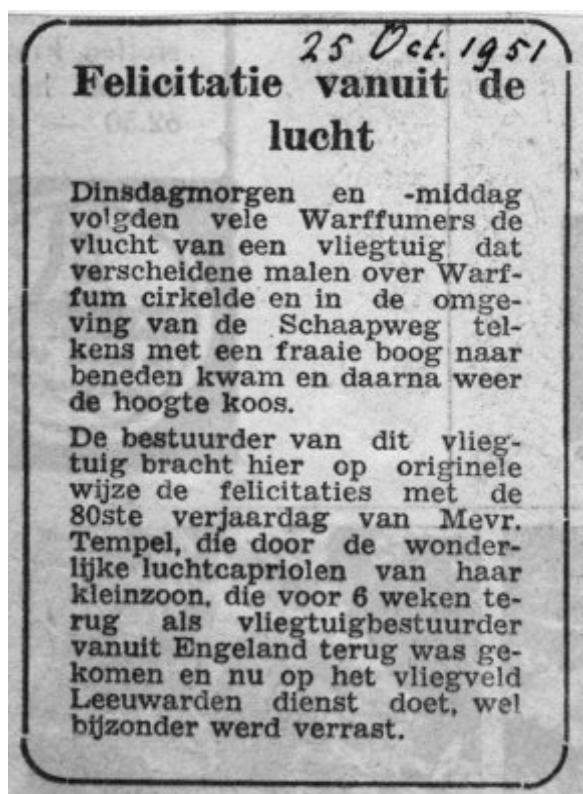 25 Oct. 1951
Felicitatie vanuit de
lucht
Dinsdagmorgen en -middag
volgden vele Warffumers de
vlucht van een vliegtuig dat
verscheidene malen over Warf-
fum cirkelde en in de omge-
ving van de Schaapweg tel-
kens met een fraaie boog naar
beneden kwam en daarna weer
de hoogte koos.
De bestuurder van dit vlieg-
tuig bracht hier op originele
wijze de felicitaties met de
80ste verjaardag van Mevr.
Tempel, die door de wonder-
lijke luchtcapriolen van haar
kleinzoon, die voor 6 weken te-
rug als vliegtuigbestuurder
vanuit Engeland terug was ge-
komen en nu op het vliegveld
Leeuwarden dienst doet, wel
bijzonder werd verrast.